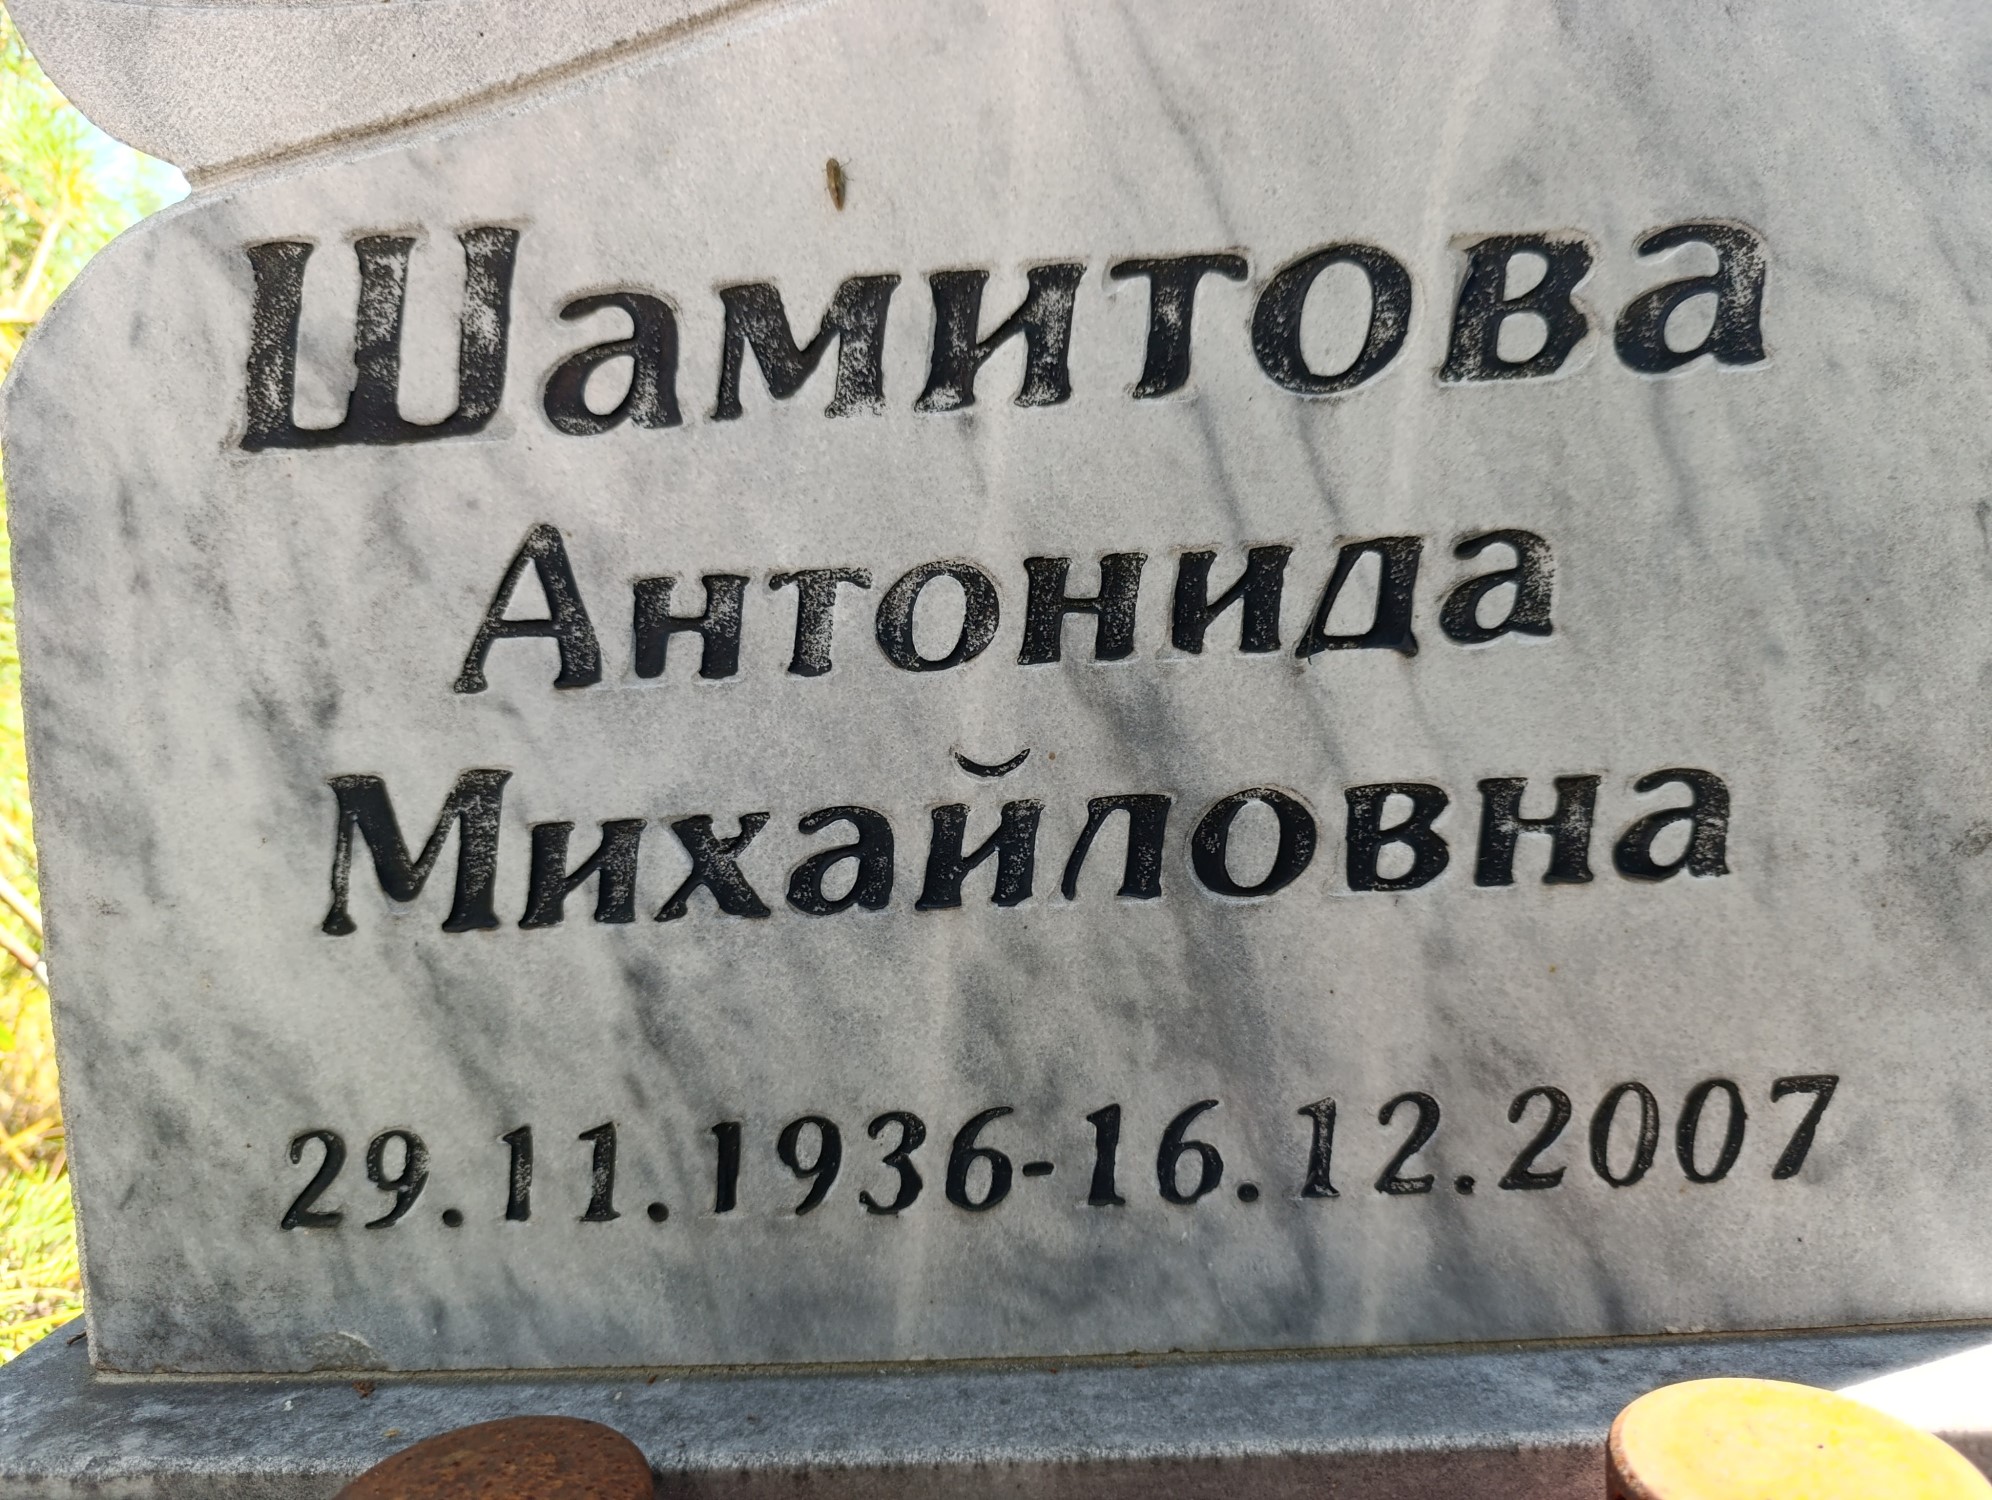 Шамитова
Антонида
Михайловна
29.11.1936-16.12.2007